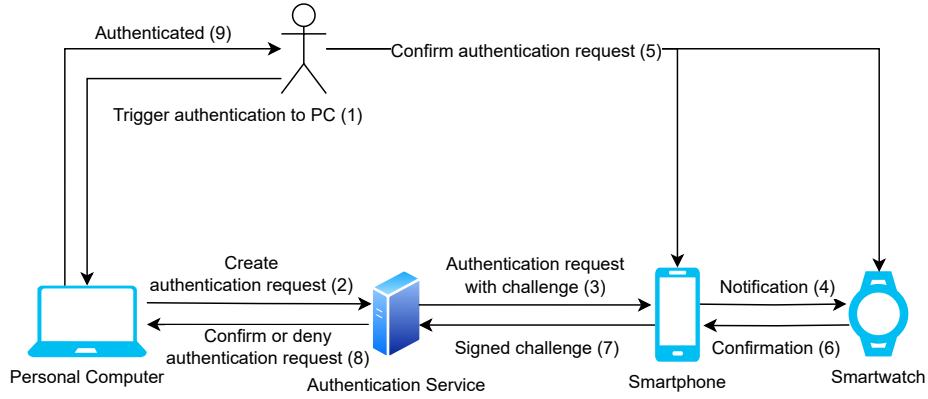 Authenticated (9)
Confirm authentication request (5)
Trigger authentication to PC (1)
Create
authentication request (2)
Authentication request
with challenge (3)
Notification (4)
Confirm or deny
authentication request (8)
Signed challenge (7)
Confirmation (6)
Personal Computer
Authentication Service
Smartphone
Smartwatch